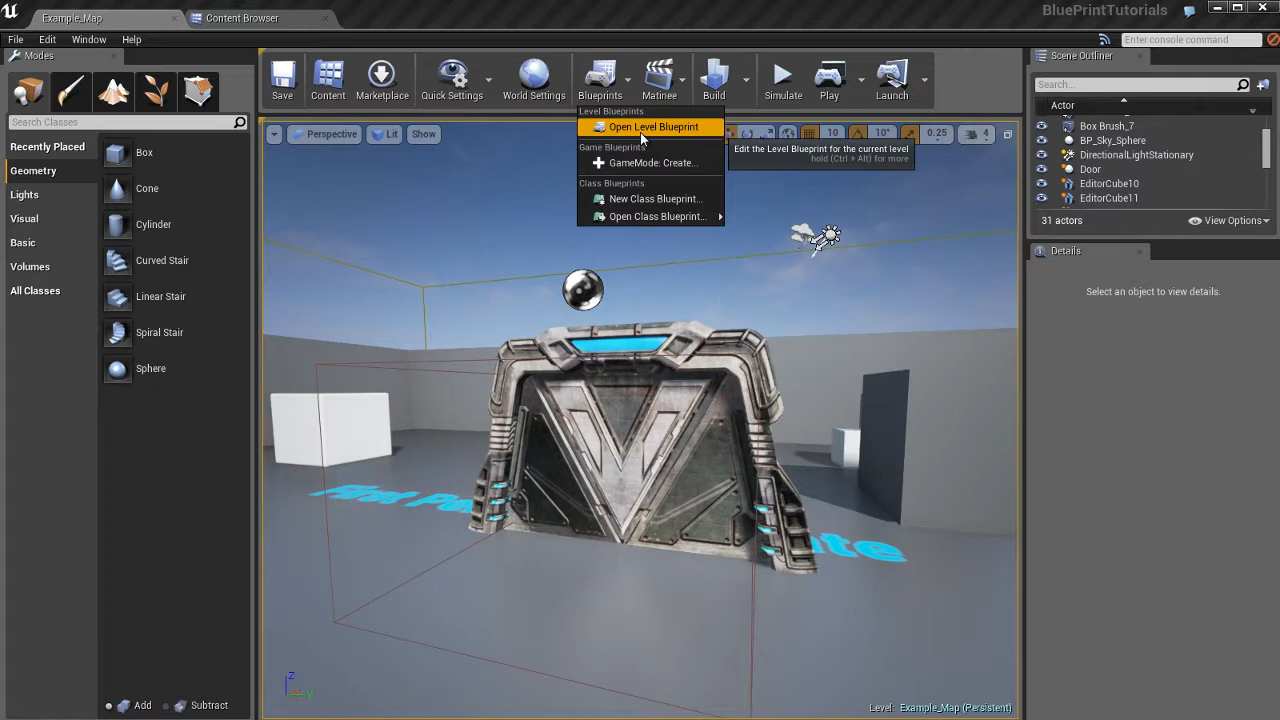 Example_Map
Content Browser
BluePrintTutorials
File Edit Window Help
Enter console command
Modes
Search Classes
Recently Placed
Geometry
Lights
Visual
Basic
Volumes
All Classes
Box
Cone
Cylinder
Curved Stair
Linear Stair
Spiral Stair
Sphere
Add
Subtract
Save
Content
Marketplace
Quick Settings
World Settings
Blueprints
Matinee
Build
Simulate
Play
Launch
Perspective
Lit
Show
10
10°
0.25
4
Level Blueprints
Open Level Blueprint
Game Blueprints
GameMode: Create...
Class Blueprints
New Class Blueprint...
Open Class Blueprint...
Edit the Level Blueprint for the current level
hold (Ctrl + Alt) for more
First
Z
Y
Level: Example_Map (Persistent)
Scene Outliner
Search...
Actor
Box Brush_7
BP_Sky_Sphere
DirectionalLightStationary
Door
EditorCube10
EditorCube11
31 actors
View Options
Details
Select an object to view details.